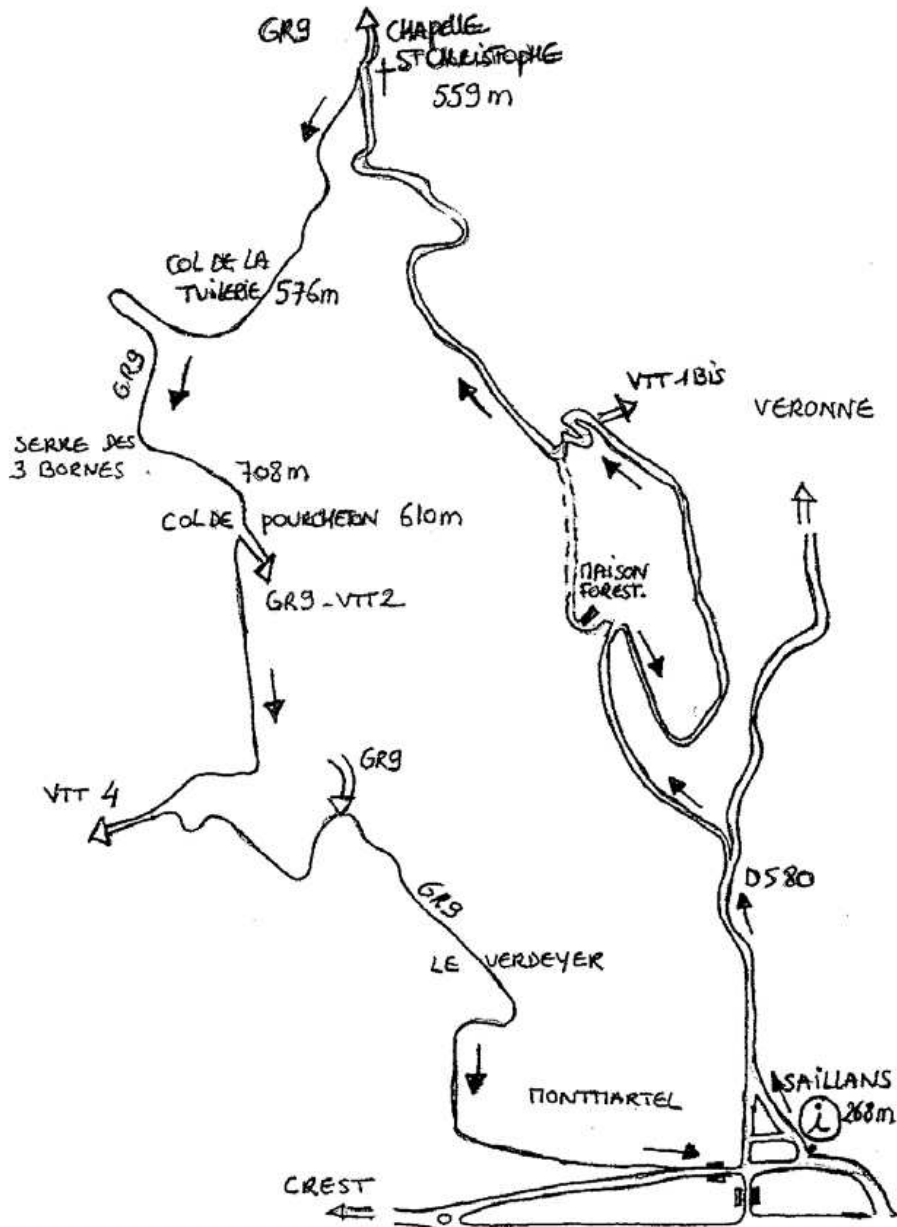 GR9
CHAPELLE
ST CHRISTOPHE
559m
COL DE LA
TUILERIE 576m
GR9
VTT 1BIS
VERONNE
SERRE DES
3 BORNES
708m
COL DE POURCHETON 610m
MAISON
FOREST.
GR9-VTT2
GR9
VTT 4
GR9
D580
LE VERDEYER
SAILLANS
i 268m
MONTMARTEL
CREST